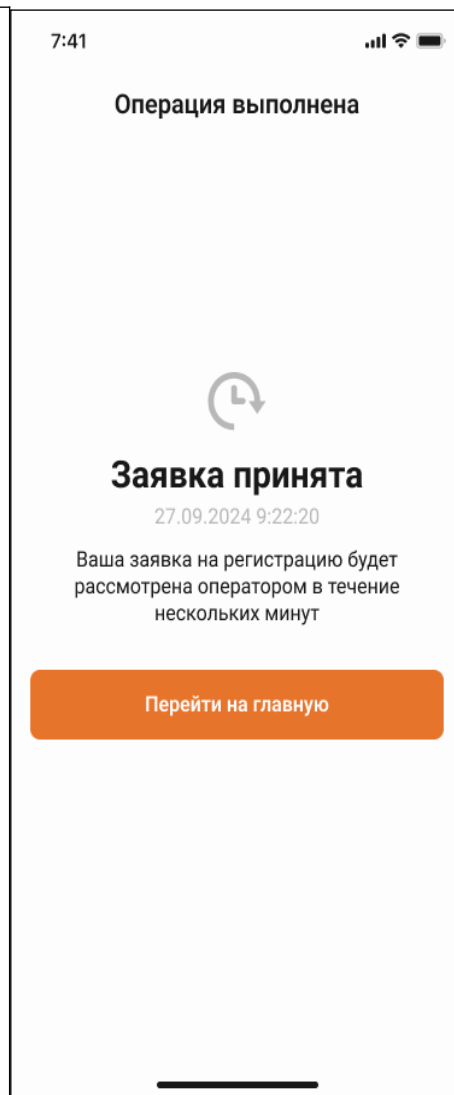 7:41
Операция выполнена
Заявка принята
27.09.2024 9:22:20
Ваша заявка на регистрацию будет
рассмотрена оператором в течение
нескольких минут
Перейти на главную